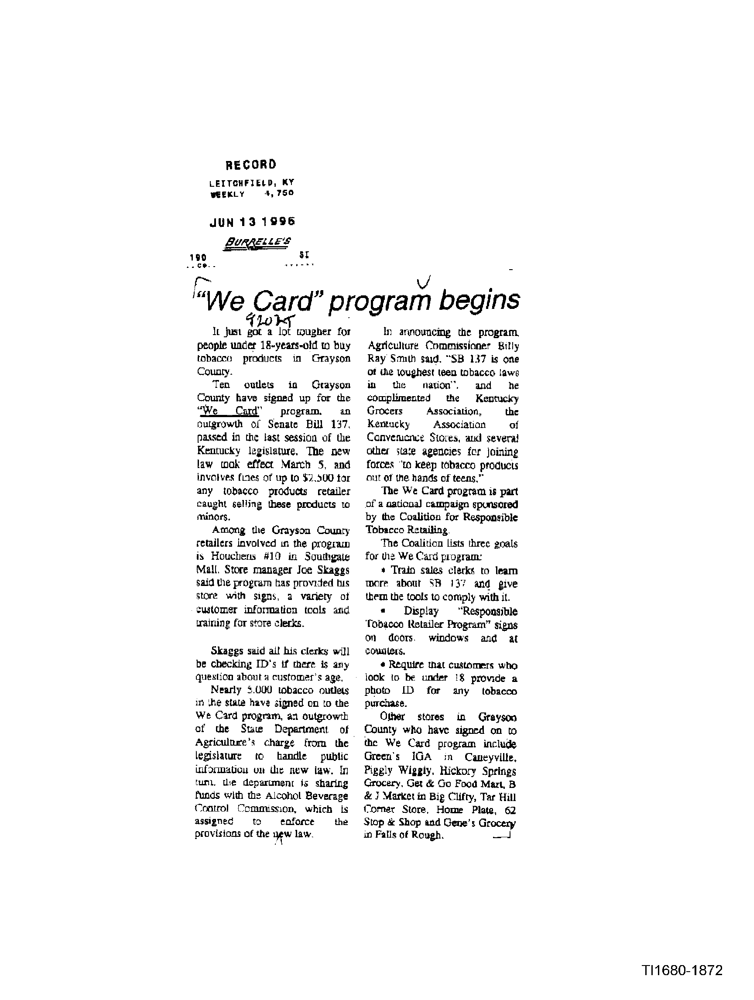 RECORD
LEITCHFIELD, KY
WEEKLY 4,750
JUN 13 1996
BURRELLE'S
190 SI
.. CO.. ......
"We Card" program begins
It just got a lot tougher for
people under 18-years-old to buy
tobacco products in Grayson
County.
Ten outlets in Grayson
County have signed up for the
"We Card" program, an
outgrowth of Senate Bill 137,
passed in the last session of the
Kentucky legislature. The new
law took effect March 5, and
involves fines of up to $2,500 for
any tobacco products retailer
caught selling these products to
minors.
Among the Grayson County
retailers involved in the program
is Houchens #10 in Southgate
Mall. Store manager Joe Skaggs
said the program has provided his
store with signs, a variety of
customer information tools and
training for store clerks.
Skaggs said all his clerks will
be checking ID's if there is any
question about a customer's age.
Nearly 5,000 tobacco outlets
in the state have signed on to the
We Card program, an outgrowth
of the State Department of
Agriculture's charge from the
legislature to handle public
information on the new law. In
turn, the department is sharing
funds with the Alcohol Beverage
Control Commission, which is
assigned to enforce the
provisions of the new law.
In announcing the program,
Agriculture Commissioner Billy
Ray Smith said, "SB 137 is one
of the toughest teen tobacco laws
in the nation", and he
complimented the Kentucky
Grocers Association, the
Kentucky Association of
Convenience Stores, and several
other state agencies for joining
forces "to keep tobacco products
out of the hands of teens."
The We Card program is part
of a national campaign sponsored
by the Coalition for Responsible
Tobacco Retailing.
The Coalition lists three goals
for the We Card program:
• Train sales clerks to learn
more about SB 137 and give
them the tools to comply with it.
• Display "Responsible
Tobacco Retailer Program" signs
on doors, windows and at
counters.
• Require that customers who
look to be under 18 provide a
photo ID for any tobacco
purchase.
Other stores in Grayson
County who have signed on to
the We Card program include
Green's IGA in Caneyville,
Piggly Wiggly, Hickory Springs
Grocery, Get & Go Food Mart, B
& J Market in Big Clifty, Tar Hill
Corner Store, Home Plate, 62
Stop & Shop and Gene's Grocery
in Falls of Rough.
TI1680-1872